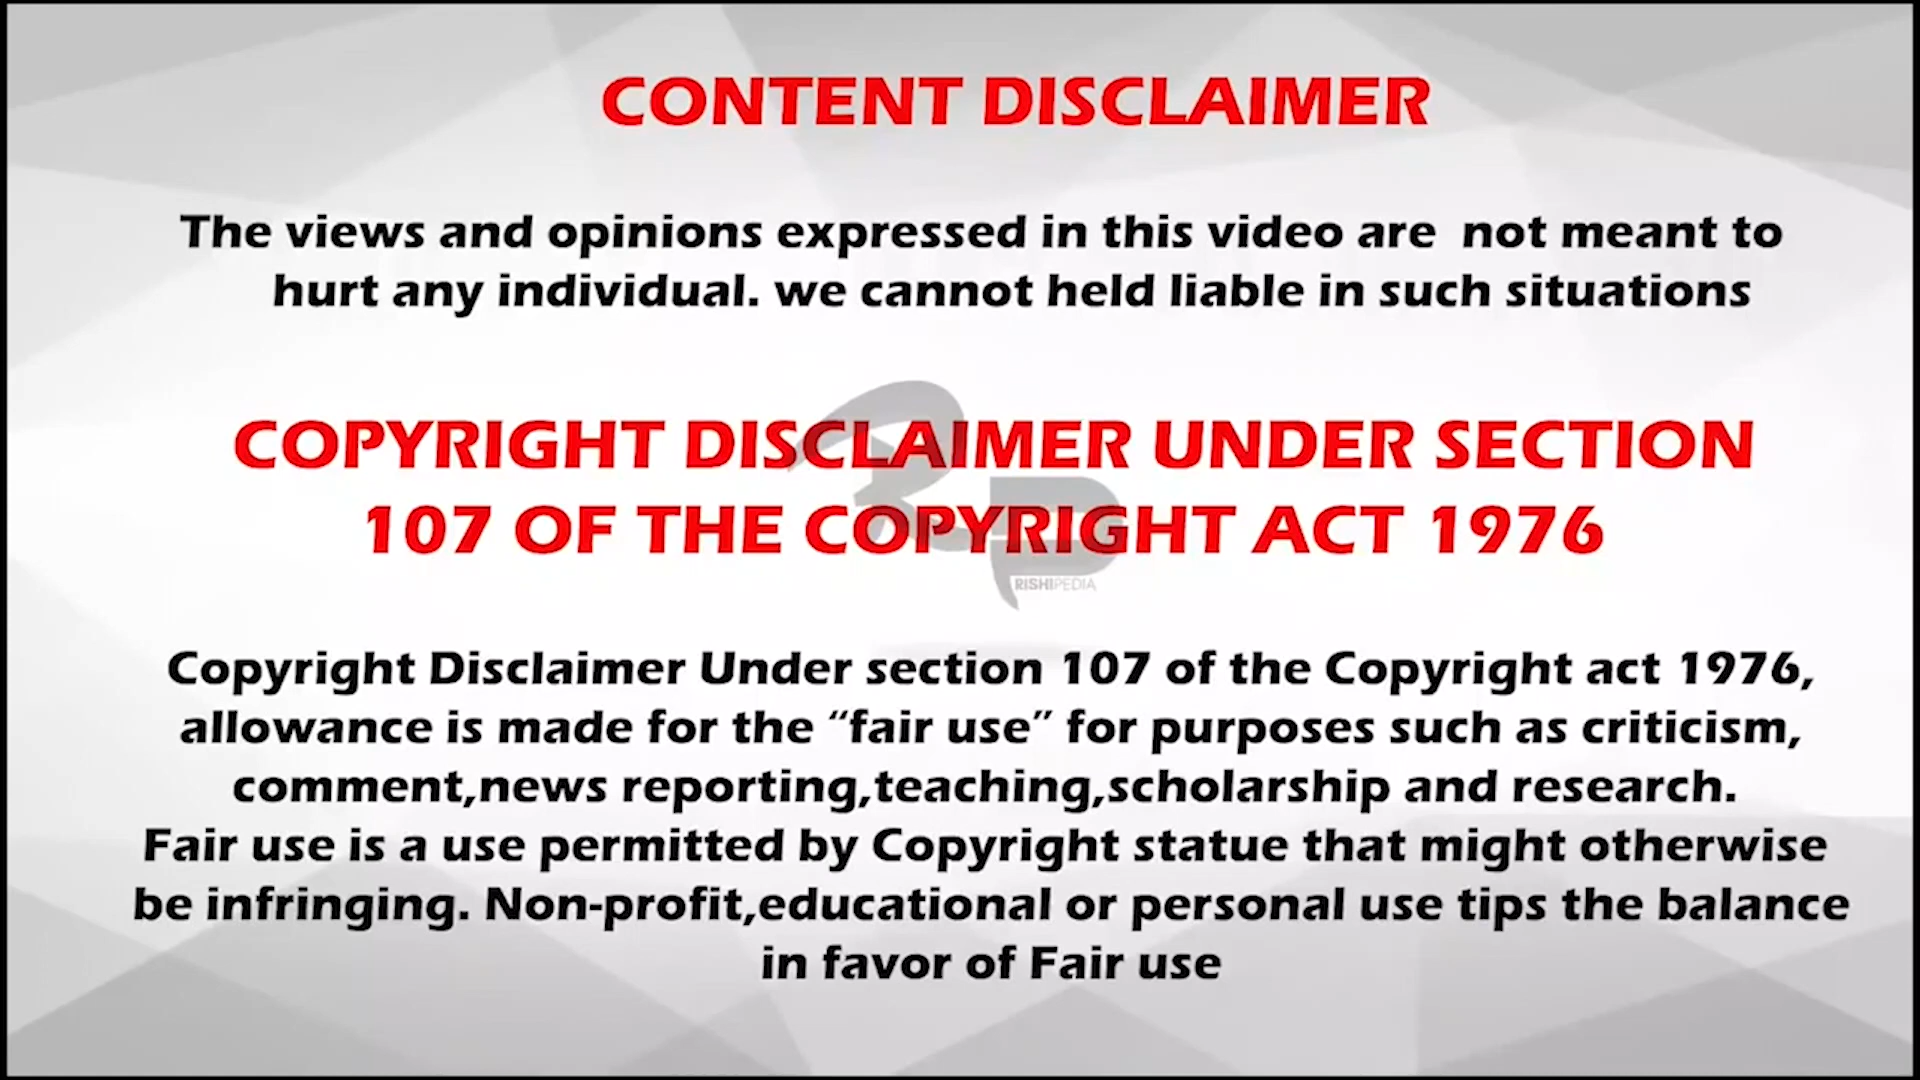 CONTENT DISCLAIMER
The views and opinions expressed in this video are not meant to
hurt any individual. we cannot held liable in such situations
COPYRIGHT DISCLAIMER UNDER SECTION
107 OF THE COPYRIGHT ACT 1976
RISHIPEDIA
Copyright Disclaimer Under section 107 of the Copyright act 1976,
allowance is made for the “fair use” for purposes such as criticism,
comment,news reporting,teaching,scholarship and research.
Fair use is a use permitted by Copyright statue that might otherwise
be infringing. Non-profit,educational or personal use tips the balance
in favor of Fair use